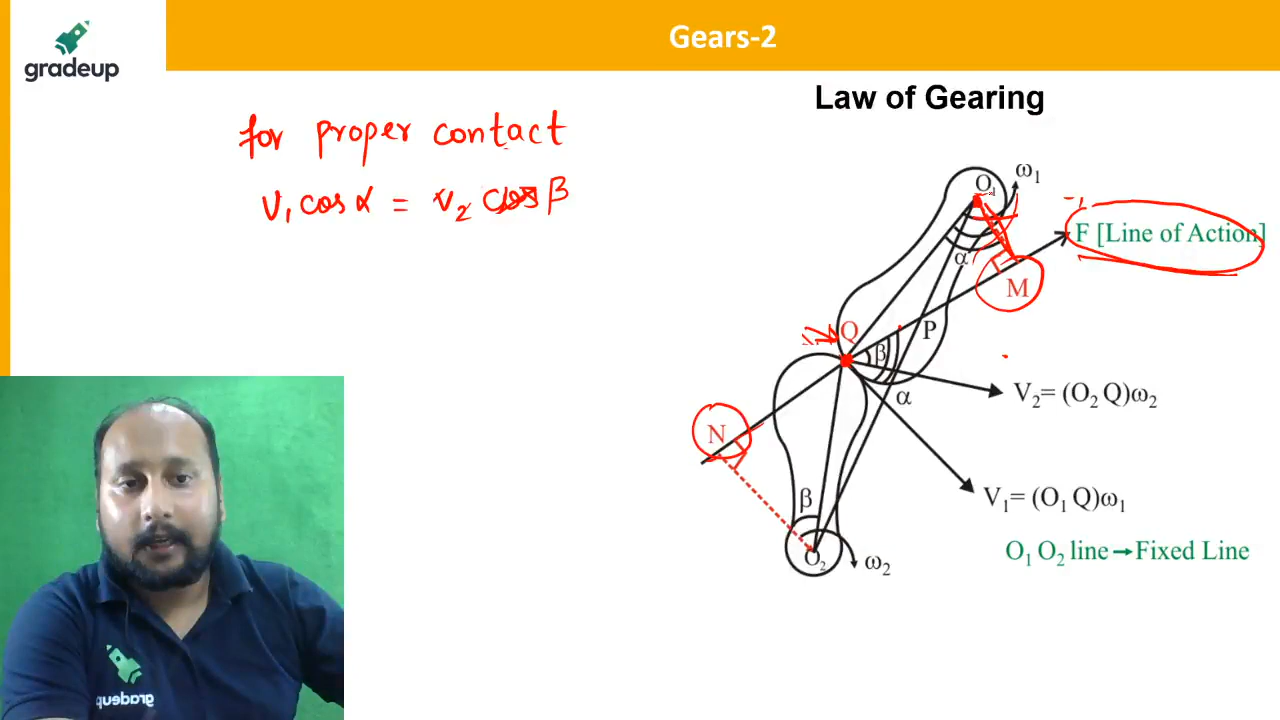 gradeup
Gears-2
Law of Gearing
for proper contact
V₁ cos α = V₂ cos β
O₁
ω₁
F [Line of Action]
α
M
Q
P
β
α
V₂= (O₂ Q)ω₂
N
V₁= (O₁ Q)ω₁
β
O₁ O₂ line→Fixed Line
O₂
ω₂
gradeup